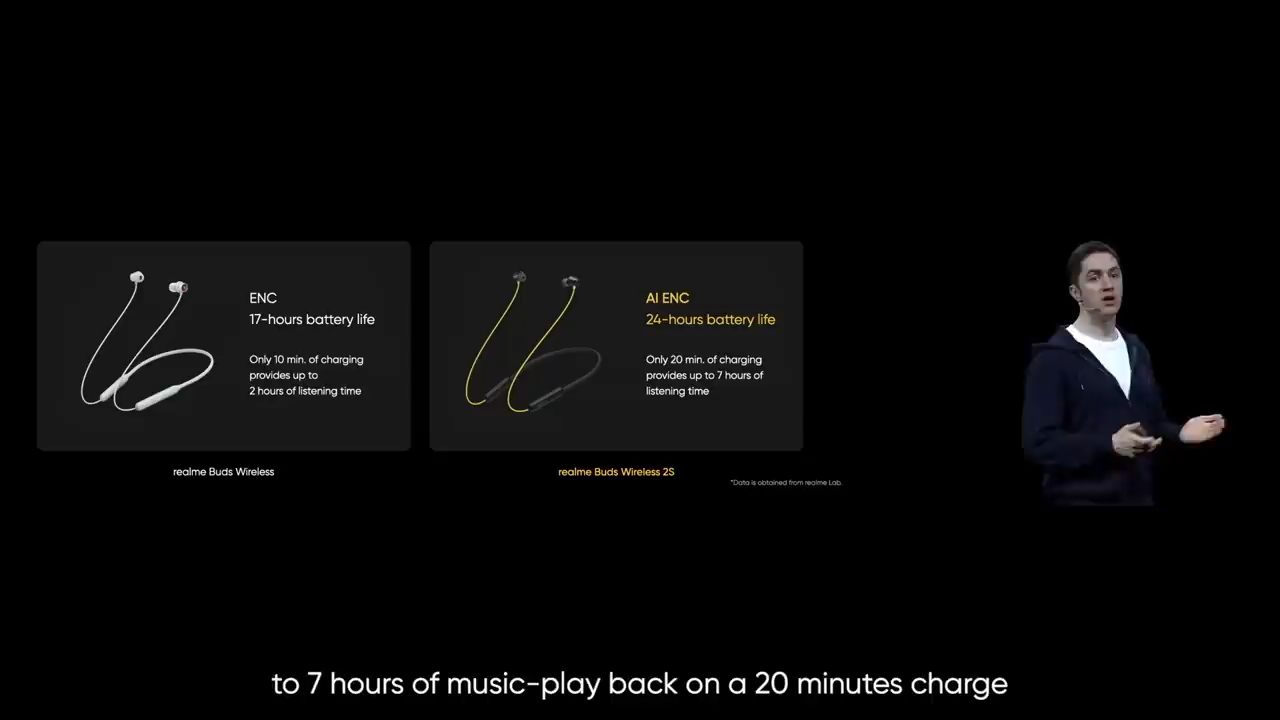 ENC
17-hours battery life
Only 10 min. of charging
provides up to
2 hours of listening time
realme Buds Wireless
AI ENC
24-hours battery life
Only 20 min. of charging
provides up to 7 hours of
listening time
realme Buds Wireless 2S
*Data is obtained from realme Lab.
to 7 hours of music-play back on a 20 minutes charge